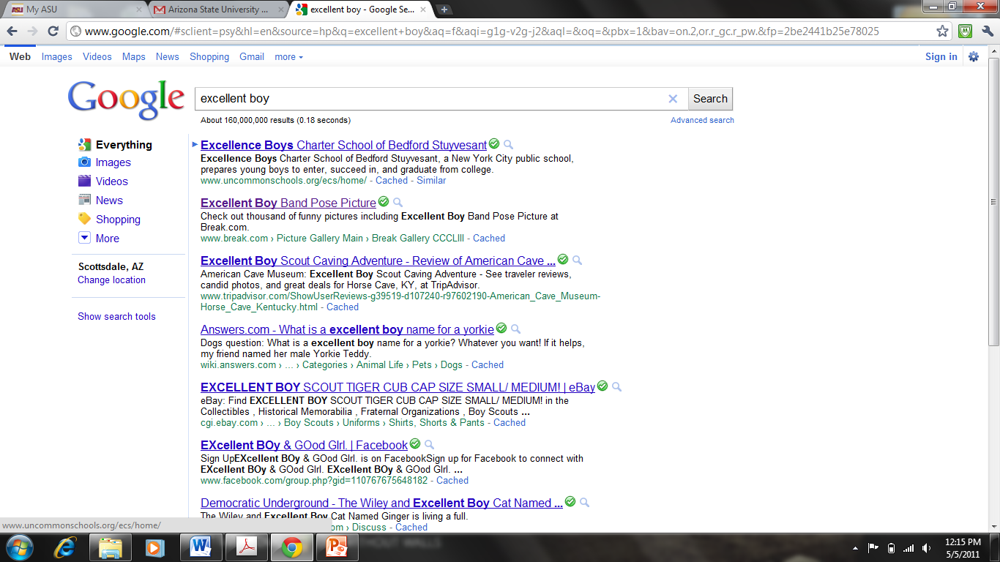 My ASU
Arizona State University ...
excellent boy - Google Se...
www.google.com/#sclient=psy&hl=en&source=hp&q=excellent+boy&aq=f&aqi=g1g-v2g-j2&aql=&oq=&pbx=1&bav=on.2,or.r_gc.r_pw.&fp=2be2441b25e78025
Web Images Videos Maps News Shopping Gmail more Sign in
Google
excellent boy
Search
About 160,000,000 results (0.18 seconds)
Advanced search
Everything
Images
Videos
News
Shopping
More
Scottsdale, AZ
Change location
Show search tools
Excellence Boys Charter School of Bedford Stuyvesant
Excellence Boys Charter School of Bedford Stuyvesant, a New York City public school,
prepares young boys to enter, succeed in, and graduate from college.
www.uncommonschools.org/ecs/home/ - Cached - Similar
Excellent Boy Band Pose Picture
Check out thousand of funny pictures including Excellent Boy Band Pose Picture at
Break.com.
www.break.com › Picture Gallery Main › Break Gallery CCCLIII - Cached
Excellent Boy Scout Caving Adventure - Review of American Cave ...
American Cave Museum: Excellent Boy Scout Caving Adventure - See traveler reviews,
candid photos, and great deals for Horse Cave, KY, at TripAdvisor.
www.tripadvisor.com/ShowUserReviews-g39519-d107240-r97602190-American_Cave_Museum-
Horse_Cave_Kentucky.html - Cached
Answers.com - What is a excellent boy name for a yorkie
Dogs question: What is a excellent boy name for a yorkie? Whatever you want! If it helps,
my friend named her male Yorkie Teddy.
wiki.answers.com › ... › Categories › Animal Life › Pets › Dogs - Cached
EXCELLENT BOY SCOUT TIGER CUB CAP SIZE SMALL/ MEDIUM! | eBay
eBay: Find EXCELLENT BOY SCOUT TIGER CUB CAP SIZE SMALL/ MEDIUM! in the
Collectibles , Historical Memorabilia , Fraternal Organizations , Boy Scouts ...
cgi.ebay.com › ... › Boy Scouts › Uniforms › Shirts, Shorts & Pants - Cached
EXcellent BOy & GOod GIrl. | Facebook
Sign UpEXcellent BOy & GOod GIrl. is on FacebookSign up for Facebook to connect with
EXcellent BOy & GOod GIrl. EXcellent BOy & GOod GIrl. ...
www.facebook.com/group.php?gid=110767675648182 - Cached
Democratic Underground - The Wiley and Excellent Boy Cat Named ...
The Wiley and Excellent Boy Cat Named Ginger is living a full.
om › Discuss - Cached
www.uncommonschools.org/ecs/home/
12:15 PM
5/5/2011